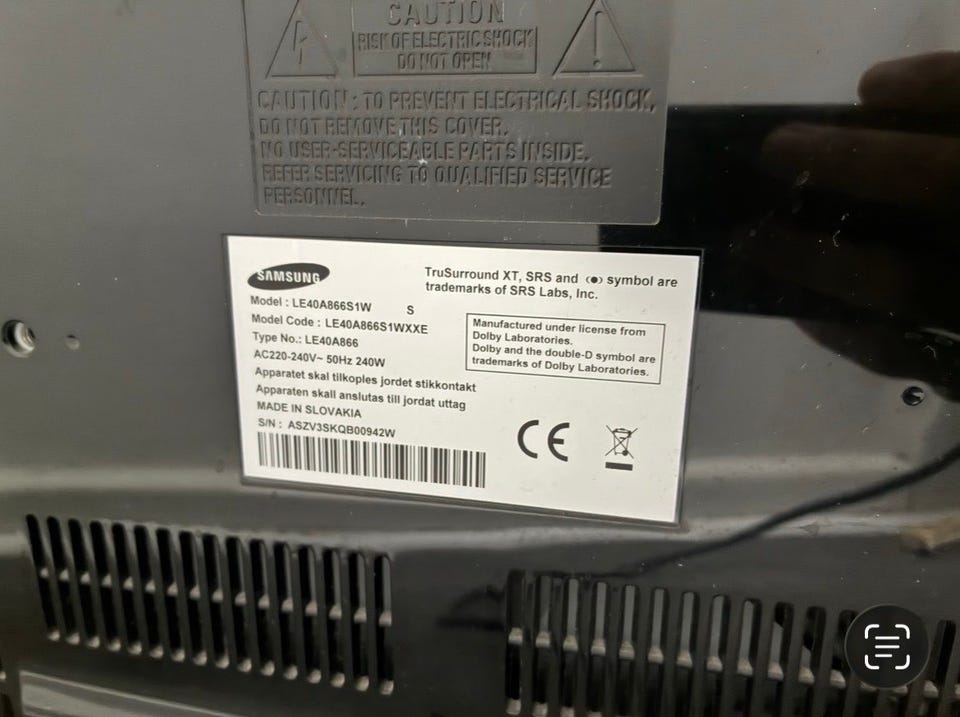 CAUTION
RISK OF ELECTRIC SHOCK
DO NOT OPEN
CAUTION : TO PREVENT ELECTRICAL SHOCK,
DO NOT REMOVE THIS COVER.
NO USER-SERVICEABLE PARTS INSIDE.
REFER SERVICING TO QUALIFIED SERVICE
PERSONNEL.
SAMSUNG
Model : LE40A866S1W S
Model Code : LE40A866S1WXXE
Type No.: LE40A866
AC220-240V~ 50Hz 240W
Apparatet skal tilkoples jordet stikkontakt
Apparaten skall anslutas till jordat uttag
MADE IN SLOVAKIA
S/N : ASZV3SKQB00942W
TruSurround XT, SRS and (●) symbol are
trademarks of SRS Labs, Inc.
Manufactured under license from
Dolby Laboratories.
Dolby and the double-D symbol are
trademarks of Dolby Laboratories.
CE